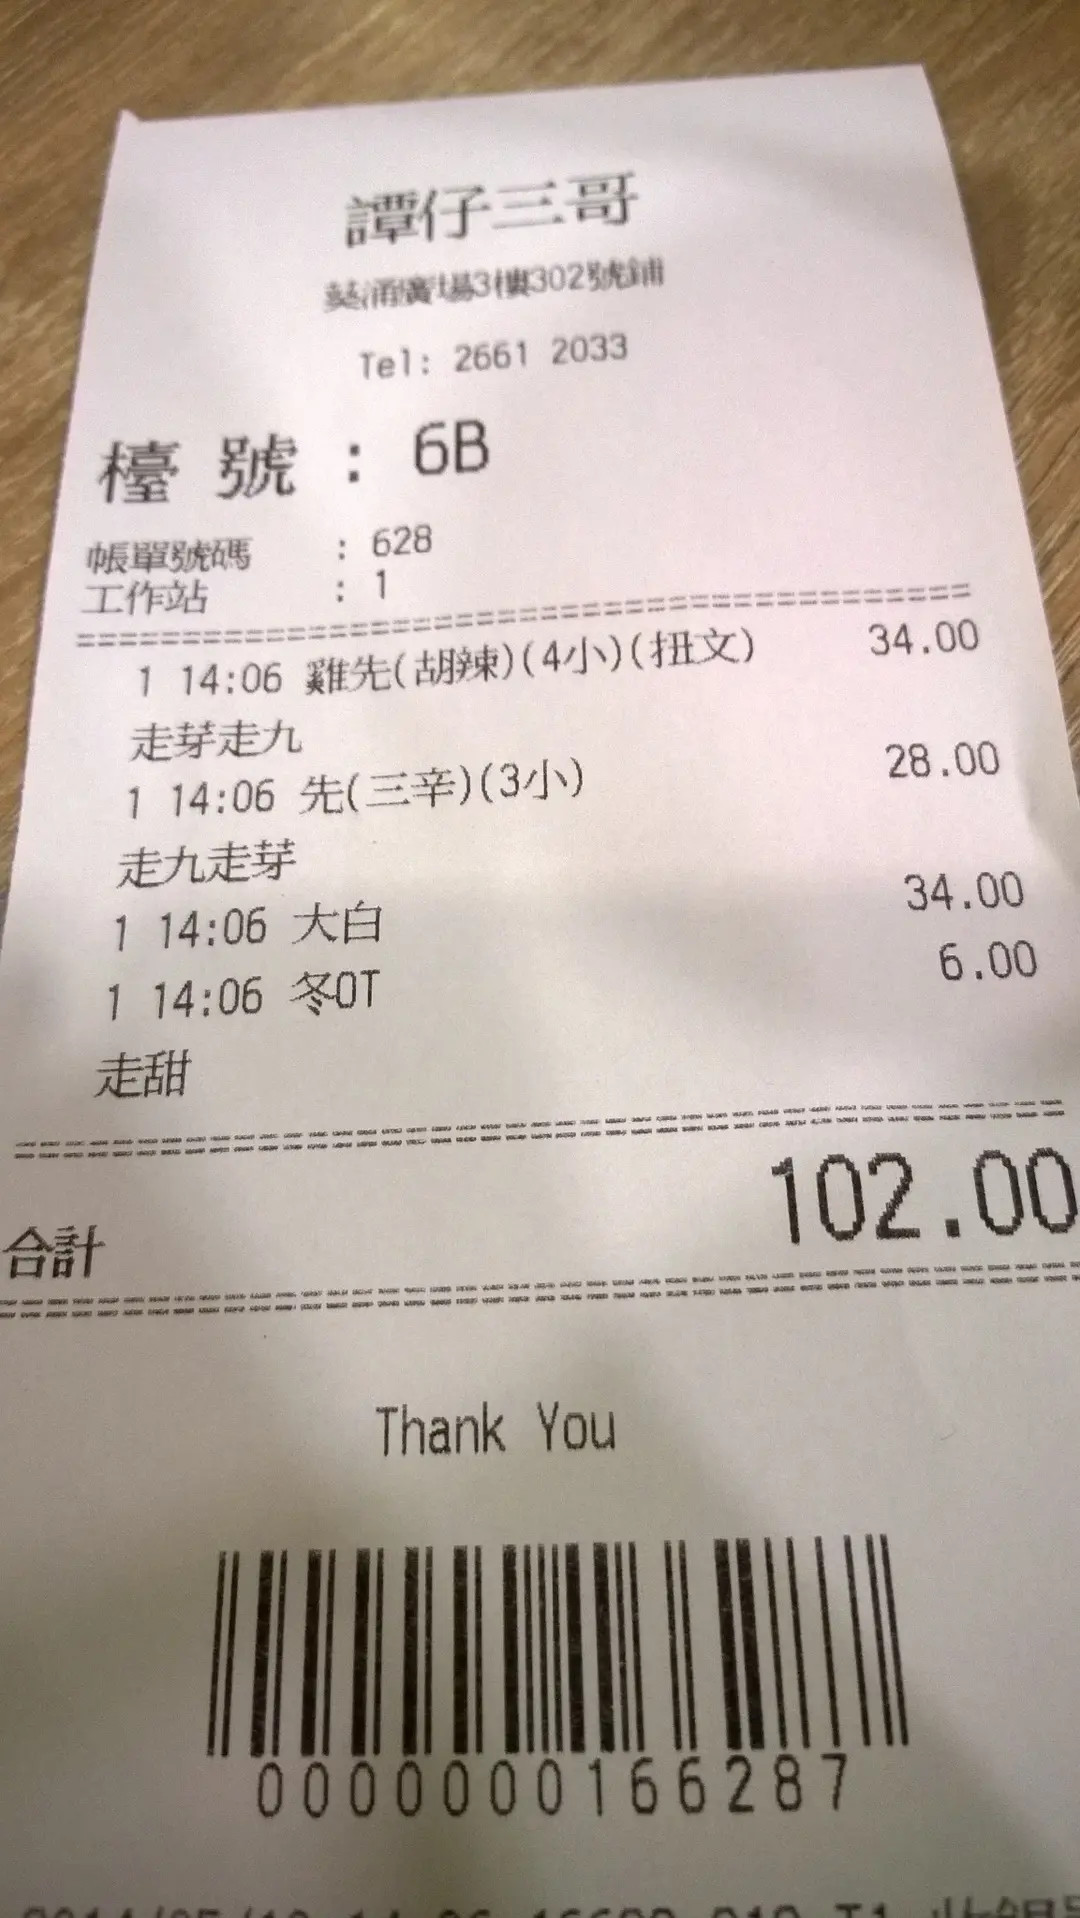 譚仔三哥
葵涌廣場3樓302號鋪
Tel: 2661 2033
檯 號 : 6B
帳單號碼 : 628
工作站 : 1
1 14:06 雞先(胡辣)(4小)(扭文) 34.00
走芽走九
1 14:06 先(三辛)(3小) 28.00
走九走芽
1 14:06 大白 34.00
1 14:06 冬OT 6.00
走甜
合計 102.00
Thank You
0000000166287